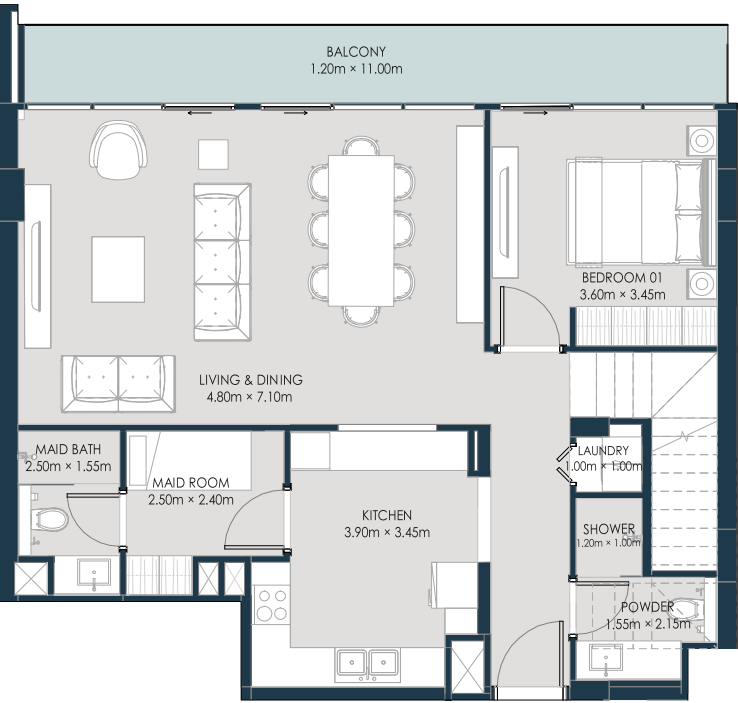 BALCONY
1.20m × 11.00m
BEDROOM 01
3.60m × 3.45m
LIVING & DINING
4.80m × 7.10m
MAID BATH
2.50m × 1.55m
MAID ROOM
2.50m × 2.40m
LAUNDRY
1.00m × 1.00m
KITCHEN
3.90m × 3.45m
SHOWER
1.20m × 1.00m
POWDER
1.55m × 2.15m